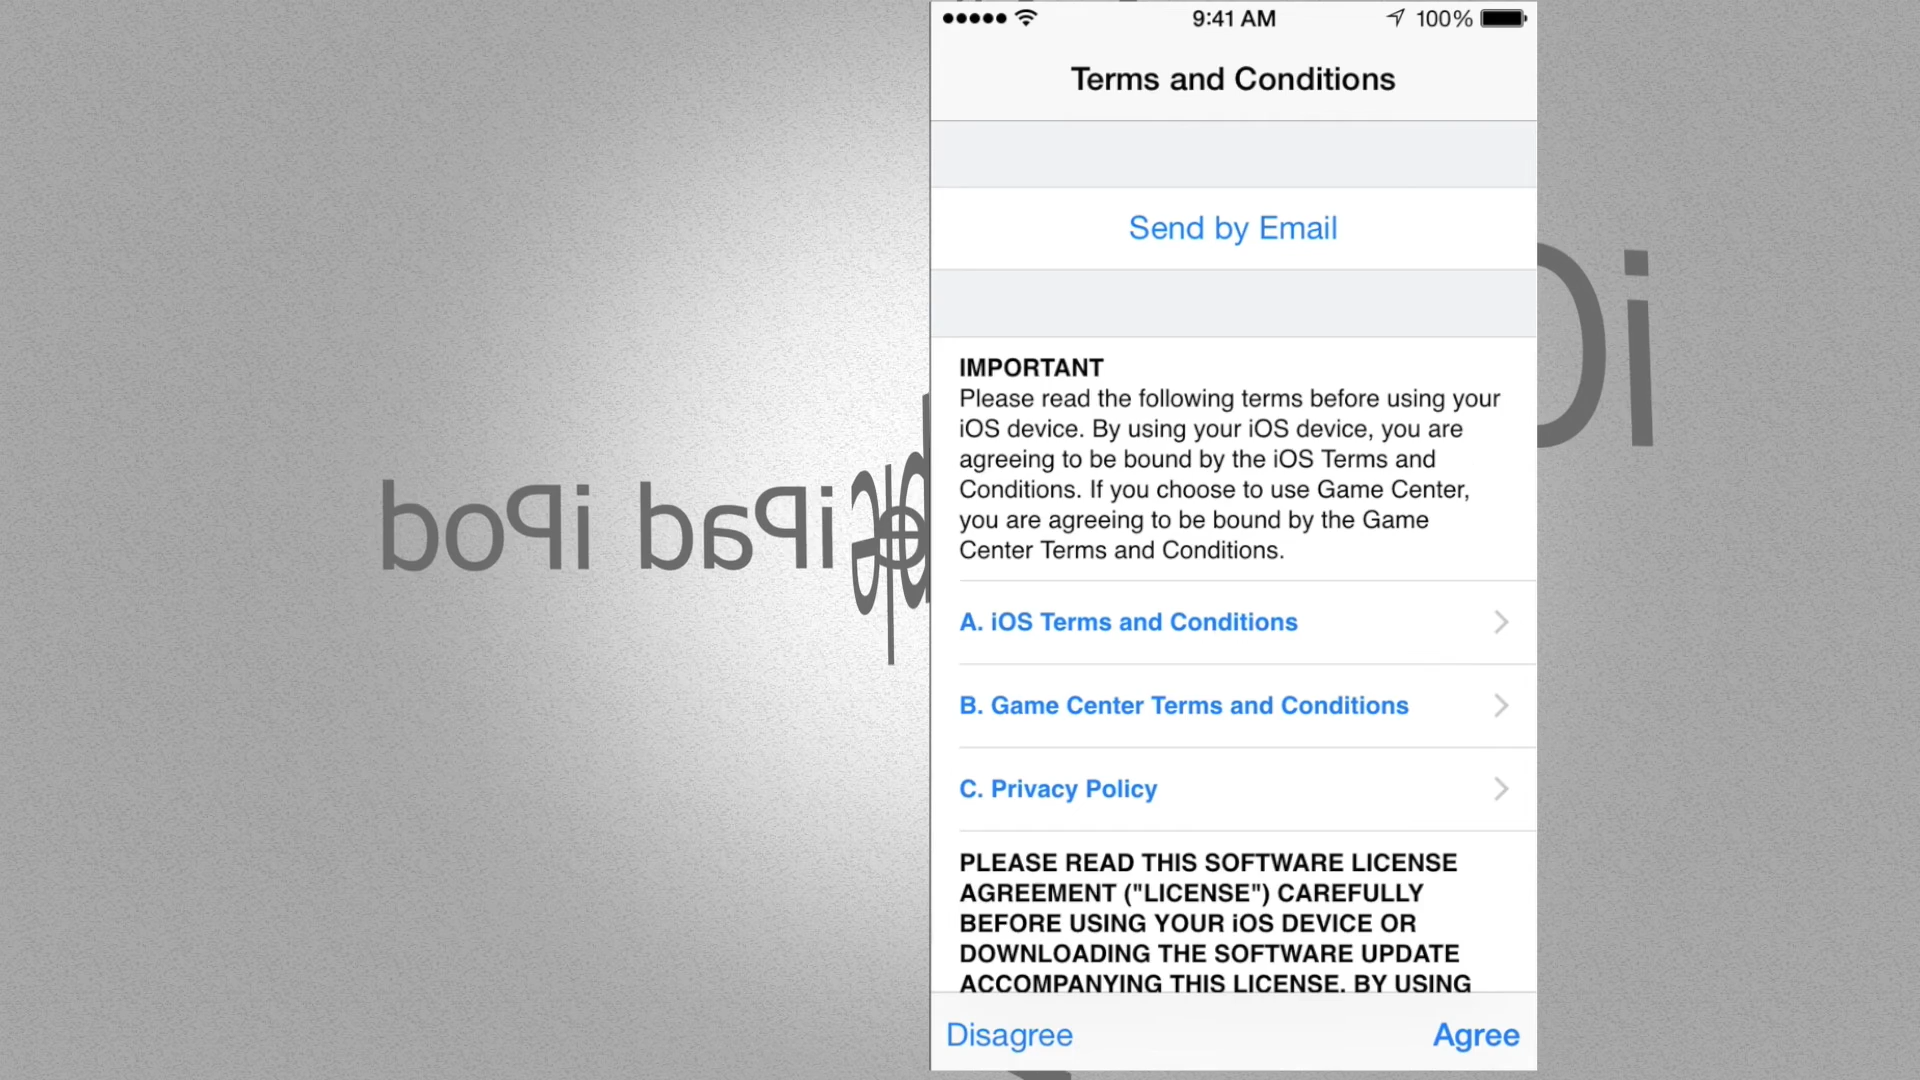 9:41 AM
100%
Terms and Conditions
Send by Email
IMPORTANT
Please read the following terms before using your
iOS device. By using your iOS device, you are
agreeing to be bound by the iOS Terms and
Conditions. If you choose to use Game Center,
you are agreeing to be bound by the Game
Center Terms and Conditions.
A. iOS Terms and Conditions
B. Game Center Terms and Conditions
C. Privacy Policy
PLEASE READ THIS SOFTWARE LICENSE
AGREEMENT ("LICENSE") CAREFULLY
BEFORE USING YOUR iOS DEVICE OR
DOWNLOADING THE SOFTWARE UPDATE
ACCOMPANYING THIS LICENSE. BY USING
Disagree
Agree
iPad iPod